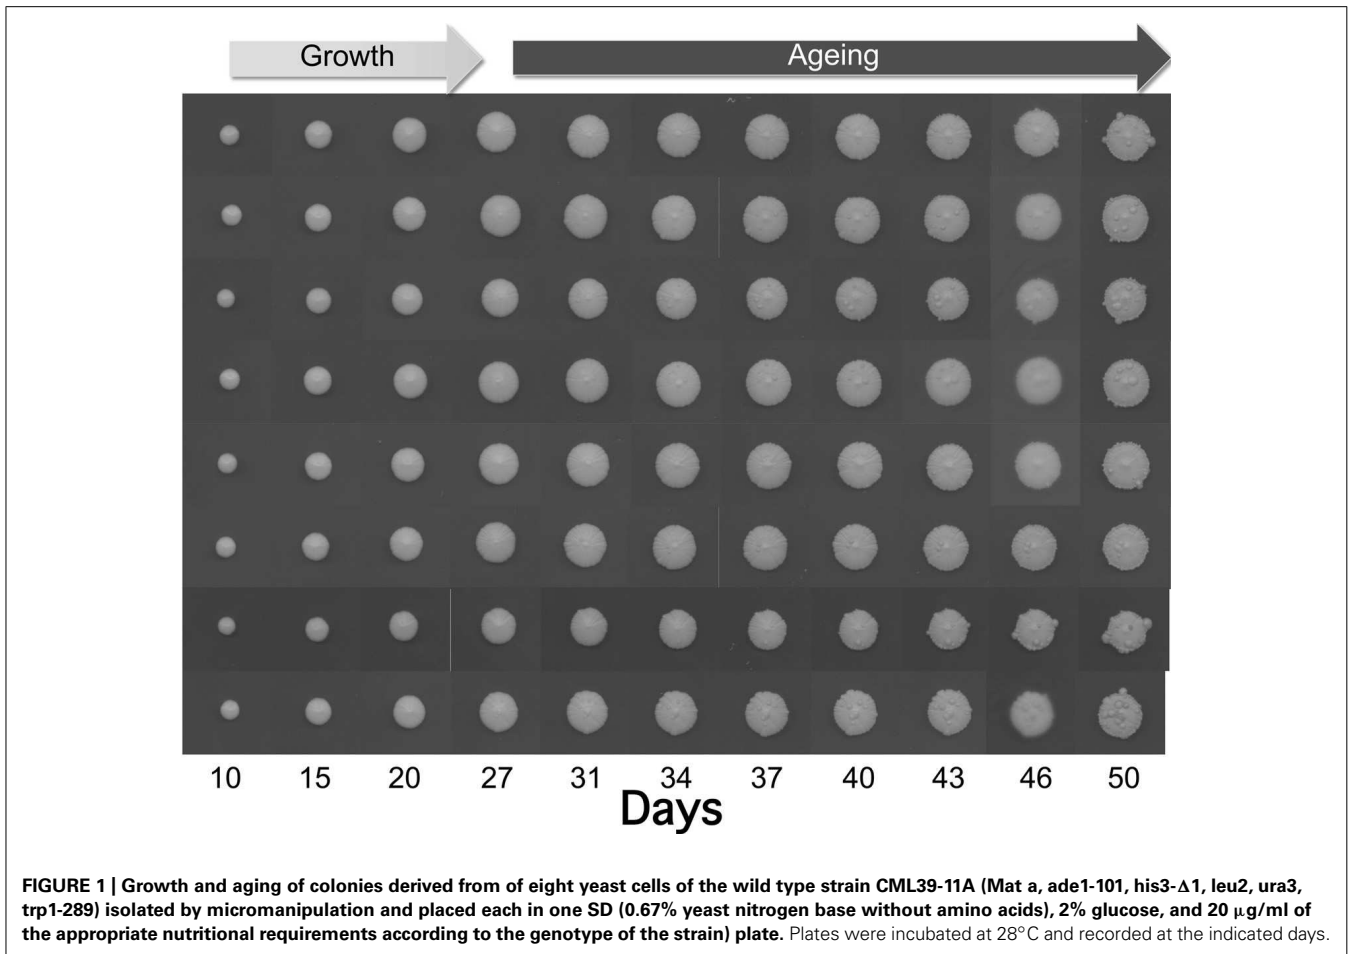 Growth
Ageing
10 15 20 27 31 34 37 40 43 46 50
Days
FIGURE 1 | Growth and aging of colonies derived from of eight yeast cells of the wild type strain CML39-11A (Mat a, ade1-101, his3-Δ1, leu2, ura3,
trp1-289) isolated by micromanipulation and placed each in one SD (0.67% yeast nitrogen base without amino acids), 2% glucose, and 20 μg/ml of
the appropriate nutritional requirements according to the genotype of the strain) plate. Plates were incubated at 28°C and recorded at the indicated days.